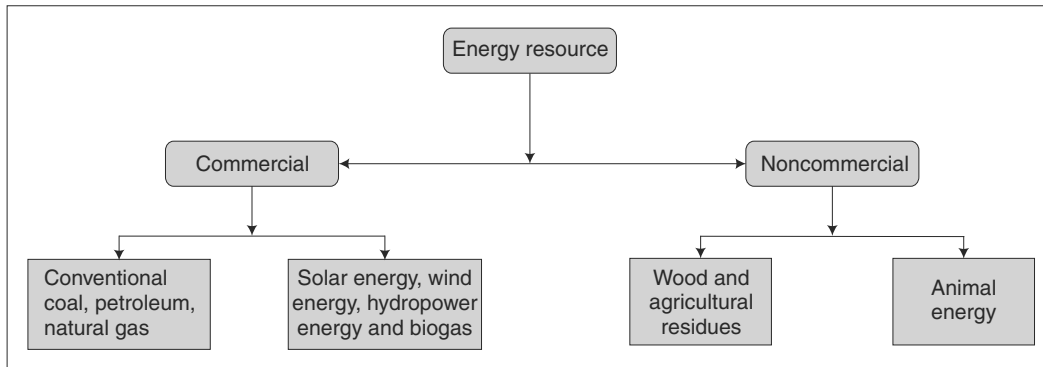 Energy resource
Commercial
Noncommercial
Conventional
coal, petroleum,
natural gas
Solar energy, wind
energy, hydropower
energy and biogas
Wood and
agricultural
residues
Animal
energy